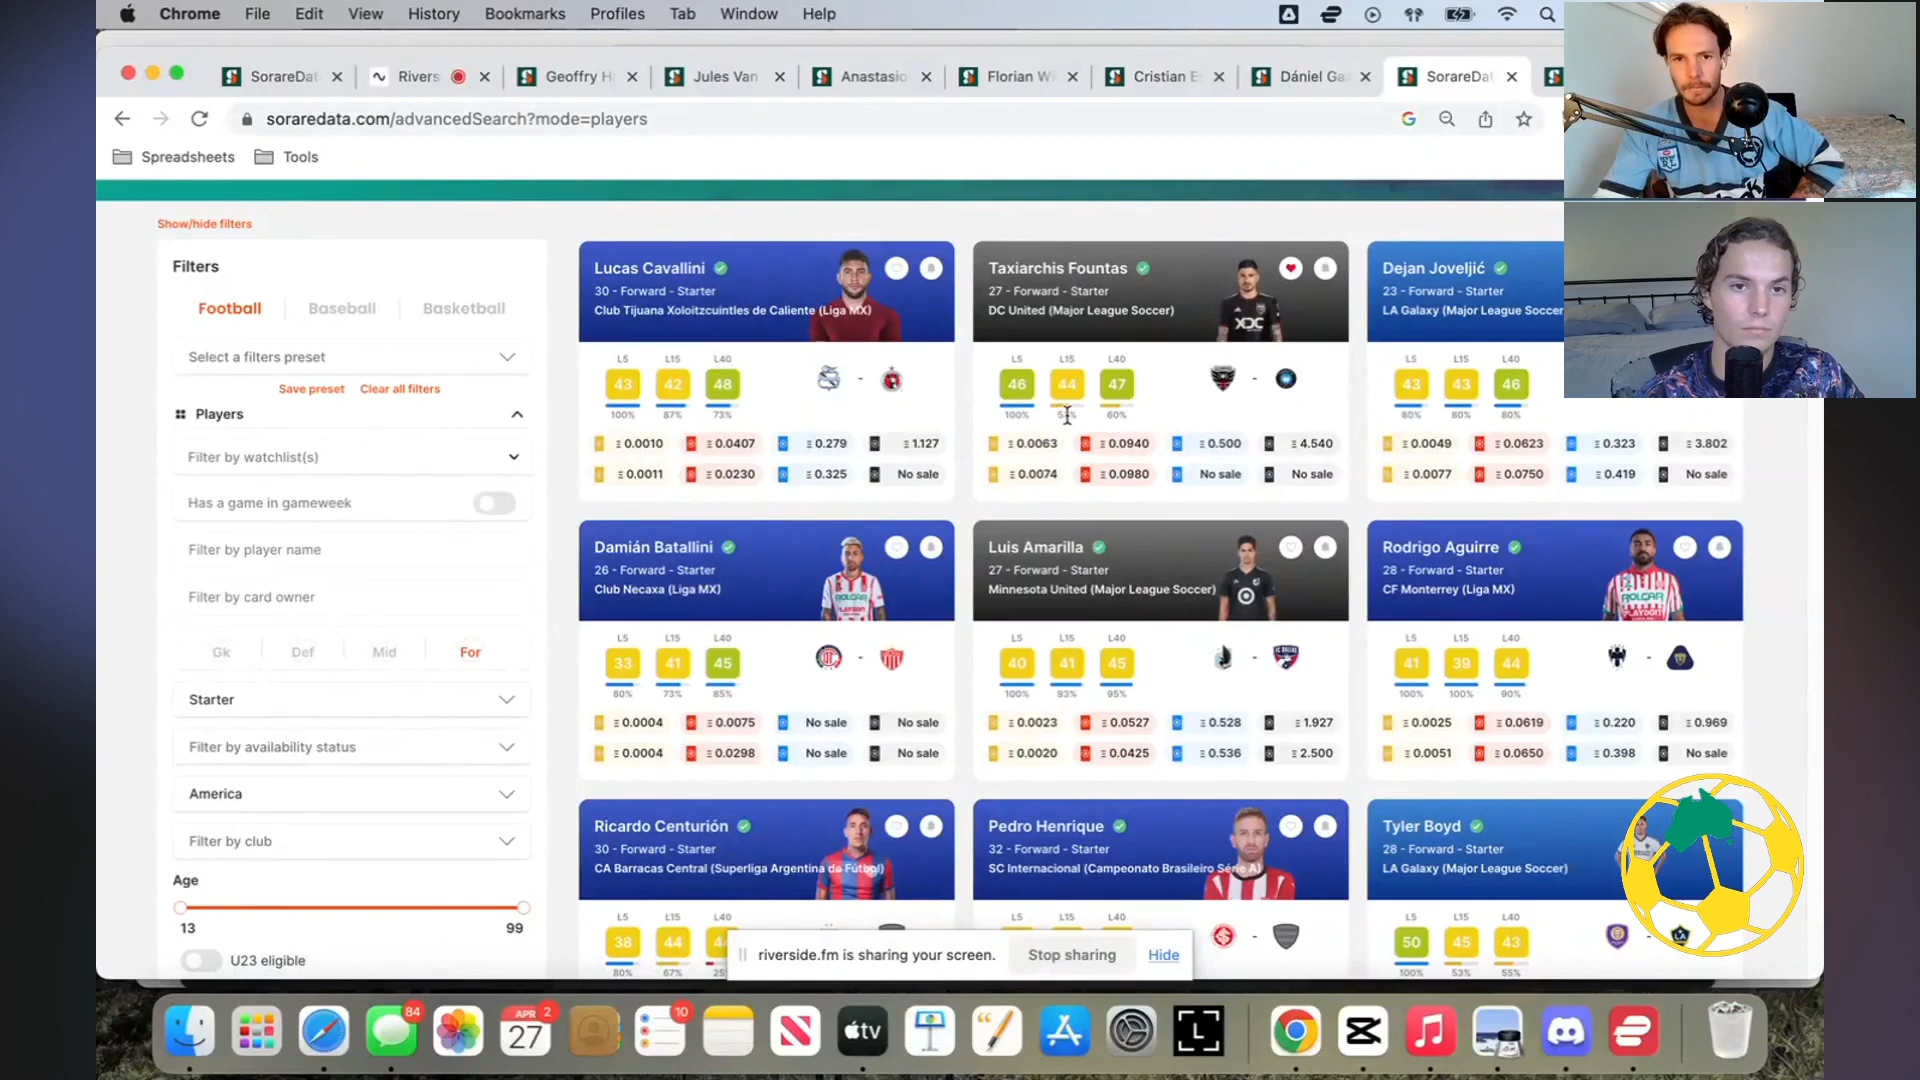 Chrome File Edit View History Bookmarks Profiles Tab Window Help
SorareDat Rivers Geoffry H Jules Van Anastasio Florian Wi Cristian E Dániel Ga SorareDat
soraredata.com/advancedSearch?mode=players
Spreadsheets Tools
Show/hide filters
Filters
Football Baseball Basketball
Select a filters preset
Save preset Clear all filters
Players
Filter by watchlist(s)
Has a game in gameweek
Filter by player name
Filter by card owner
Gk Def Mid For
Starter
Filter by availability status
America
Filter by club
Age
13 99
U23 eligible
Lucas Cavallini
30 - Forward - Starter
Club Tijuana Xoloitzcuintles de Caliente (Liga MX)
L5 L15 L40
43 42 48
100% 87% 73%
Ξ 0.0010 Ξ 0.0407 Ξ 0.279 Ξ 1.127
Ξ 0.0011 Ξ 0.0230 Ξ 0.325 No sale
Taxiarchis Fountas
27 - Forward - Starter
DC United (Major League Soccer)
L5 L15 L40
46 44 47
100% 60%
Ξ 0.0063 Ξ 0.0940 Ξ 0.500 Ξ 4.540
Ξ 0.0074 Ξ 0.0980 No sale No sale
Dejan Joveljić
23 - Forward - Starter
LA Galaxy (Major League Soccer
L5 L15 L40
43 43 46
80% 80% 80%
Ξ 0.0049 Ξ 0.0623 Ξ 0.323 Ξ 3.802
Ξ 0.0077 Ξ 0.0750 Ξ 0.419 No sale
Damián Batallini
26 - Forward - Starter
Club Necaxa (Liga MX)
L5 L15 L40
33 41 45
80% 73% 85%
Ξ 0.0004 Ξ 0.0075 No sale No sale
Ξ 0.0004 Ξ 0.0298 No sale No sale
Luis Amarilla
27 - Forward - Starter
Minnesota United (Major League Soccer)
L5 L15 L40
40 41 45
100% 93% 95%
Ξ 0.0023 Ξ 0.0527 Ξ 0.528 Ξ 1.927
Ξ 0.0020 Ξ 0.0425 Ξ 0.536 Ξ 2.500
Rodrigo Aguirre
28 - Forward - Starter
CF Monterrey (Liga MX)
L5 L15 L40
41 39 44
100% 100% 90%
Ξ 0.0025 Ξ 0.0619 Ξ 0.220 Ξ 0.969
Ξ 0.0051 Ξ 0.0650 Ξ 0.398 No sale
Ricardo Centurión
30 - Forward - Starter
CA Barracas Central (Superliga Argentina de Fútbol)
L5 L15 L40
38 44
80% 67%
Pedro Henrique
32 - Forward - Starter
SC Internacional (Campeonato Brasileiro Série A)
L5 L15 L40
Tyler Boyd
28 - Forward - Starter
LA Galaxy (Major League Soccer)
L5 L15 L40
50 45 43
100% 53% 55%
riverside.fm is sharing your screen. Stop sharing Hide
84 APR 27 2 10 tv